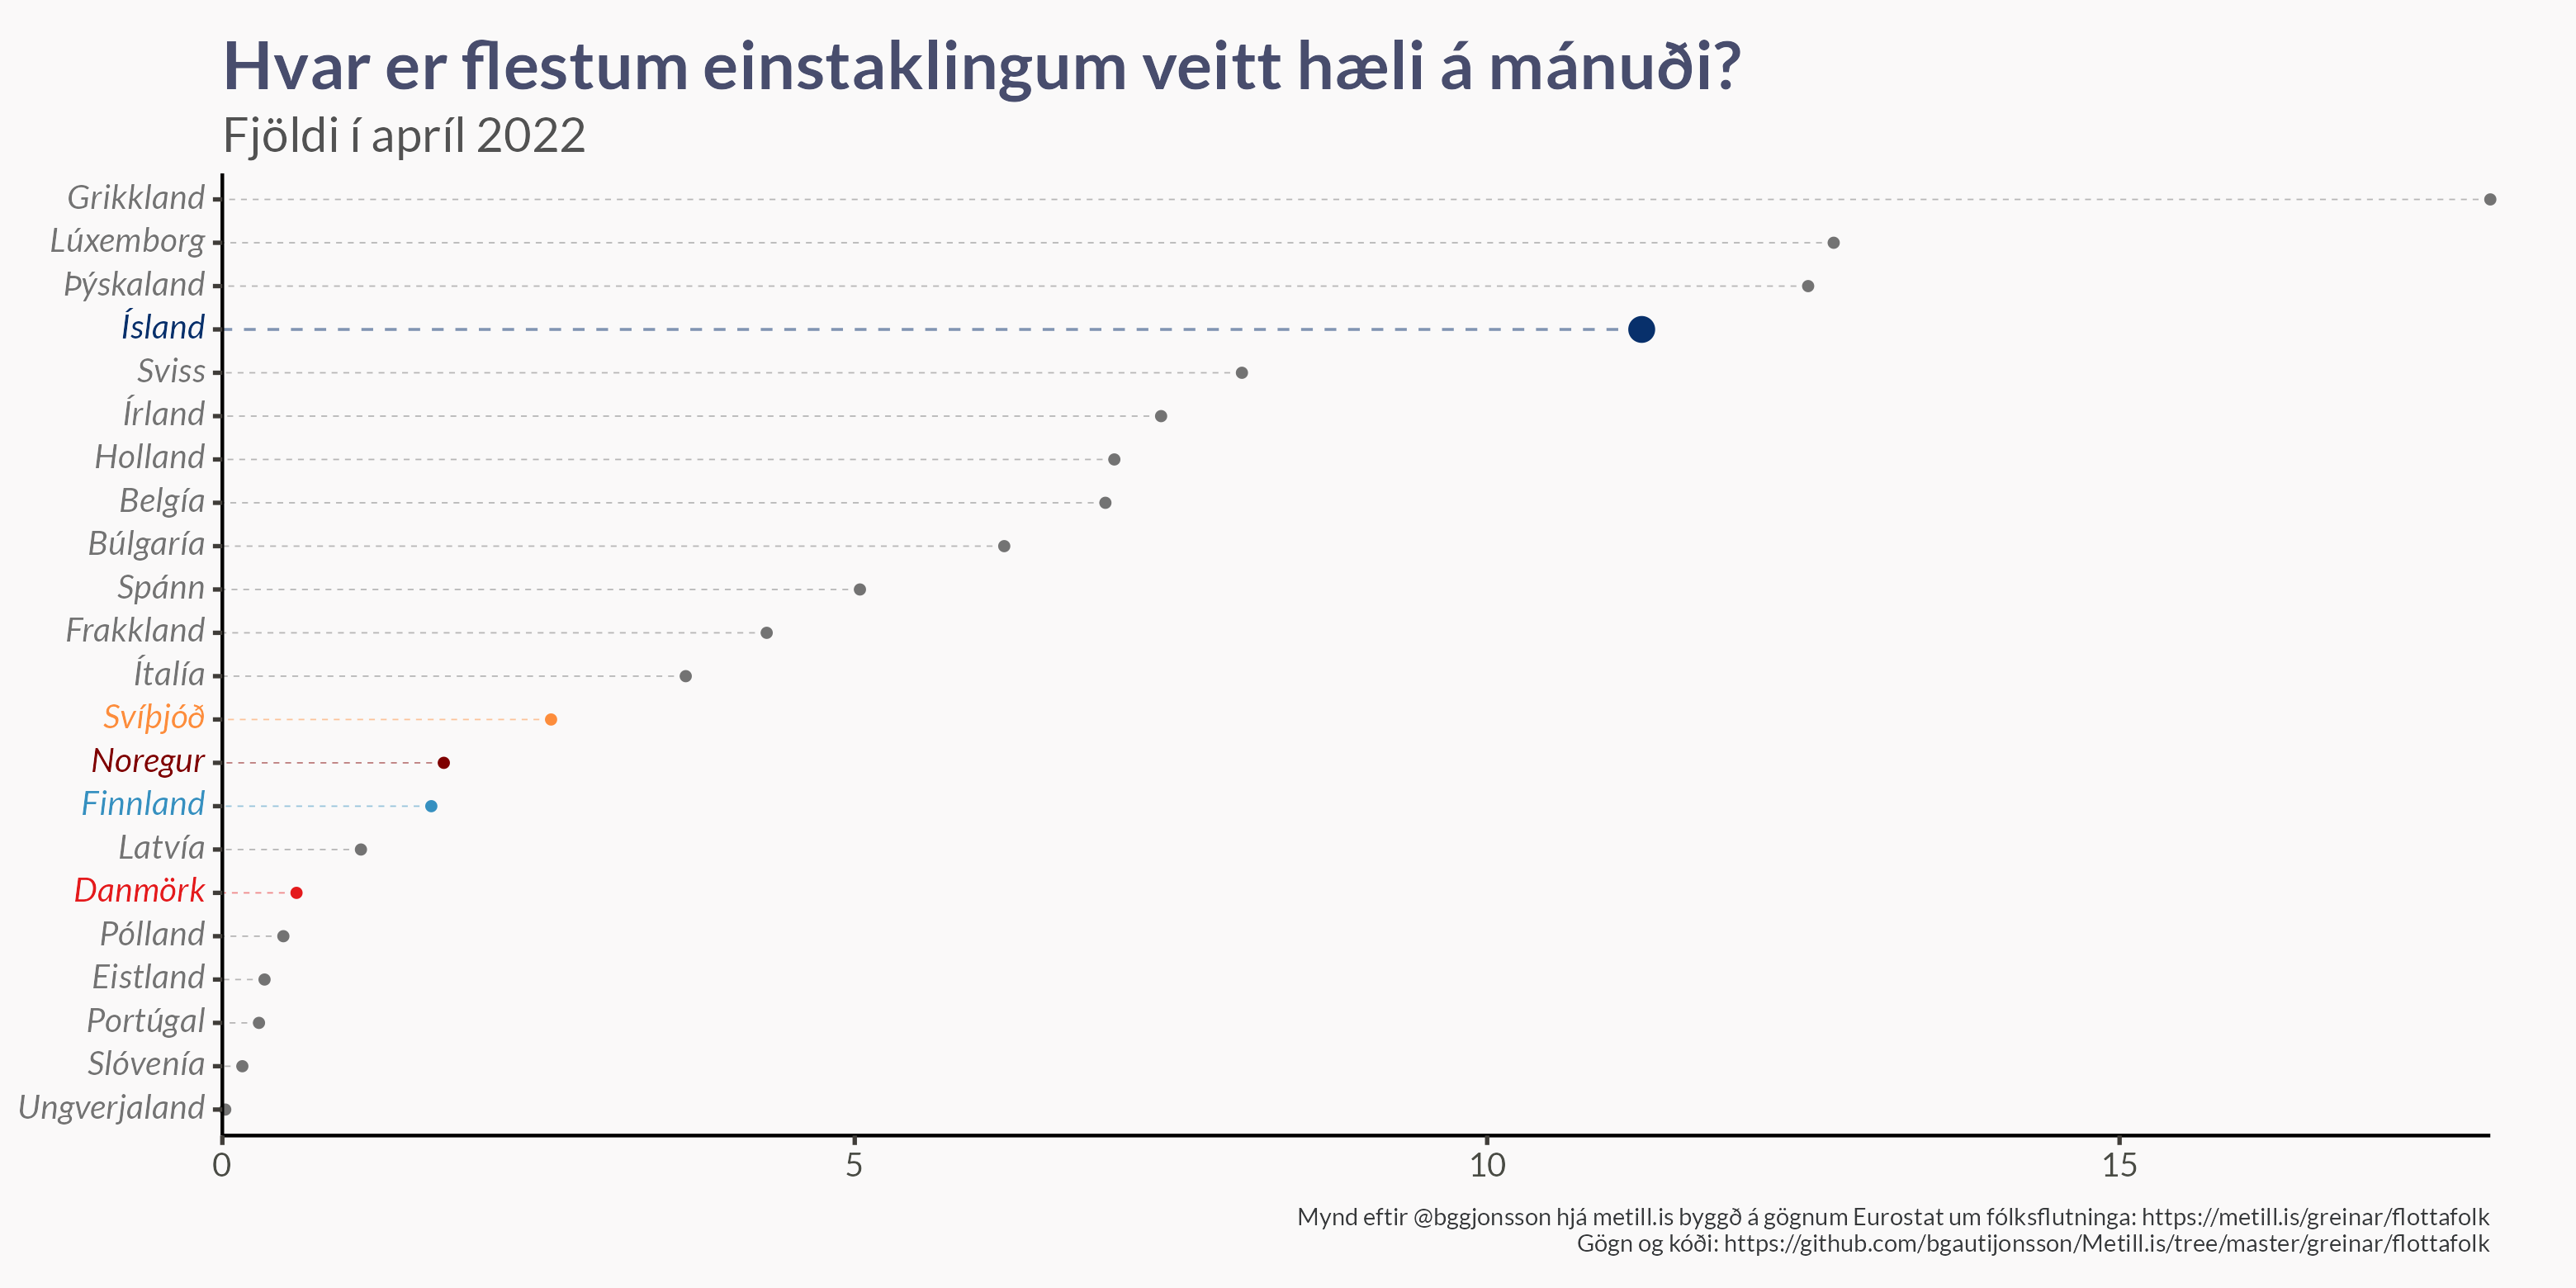 Hvar er flestum einstaklingum veitt hæli á mánuði?
Fjöldi í apríl 2022
Grikkland
Lúxemborg
Þýskaland
Ísland
Sviss
Írland
Holland
Belgía
Búlgaría
Spánn
Frakkland
Ítalía
Svíþjóð
Noregur
Finnland
Latvía
Danmörk
Pólland
Eistland
Portúgal
Slóvenía
Ungverjaland
0 5 10 15
Mynd eftir @bggjonsson hjá metill.is byggð á gögnum Eurostat um fólksflutninga: https://metill.is/greinar/flottafolk
Gögn og kóði: https://github.com/bgautijonsson/Metill.is/tree/master/greinar/flottafolk